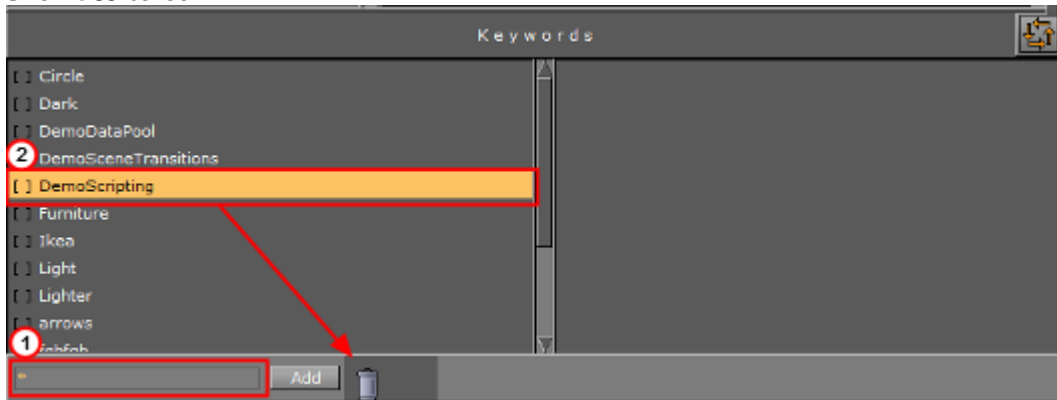 Keywords
[ ] Circle
[ ] Dark
[ ] DemoDataPool
2 DemoSceneTransitions
[ ] DemoScripting
[ ] Furniture
[ ] Ikea
[ ] Light
[ ] Lighter
[ ] arrows
1
* Add